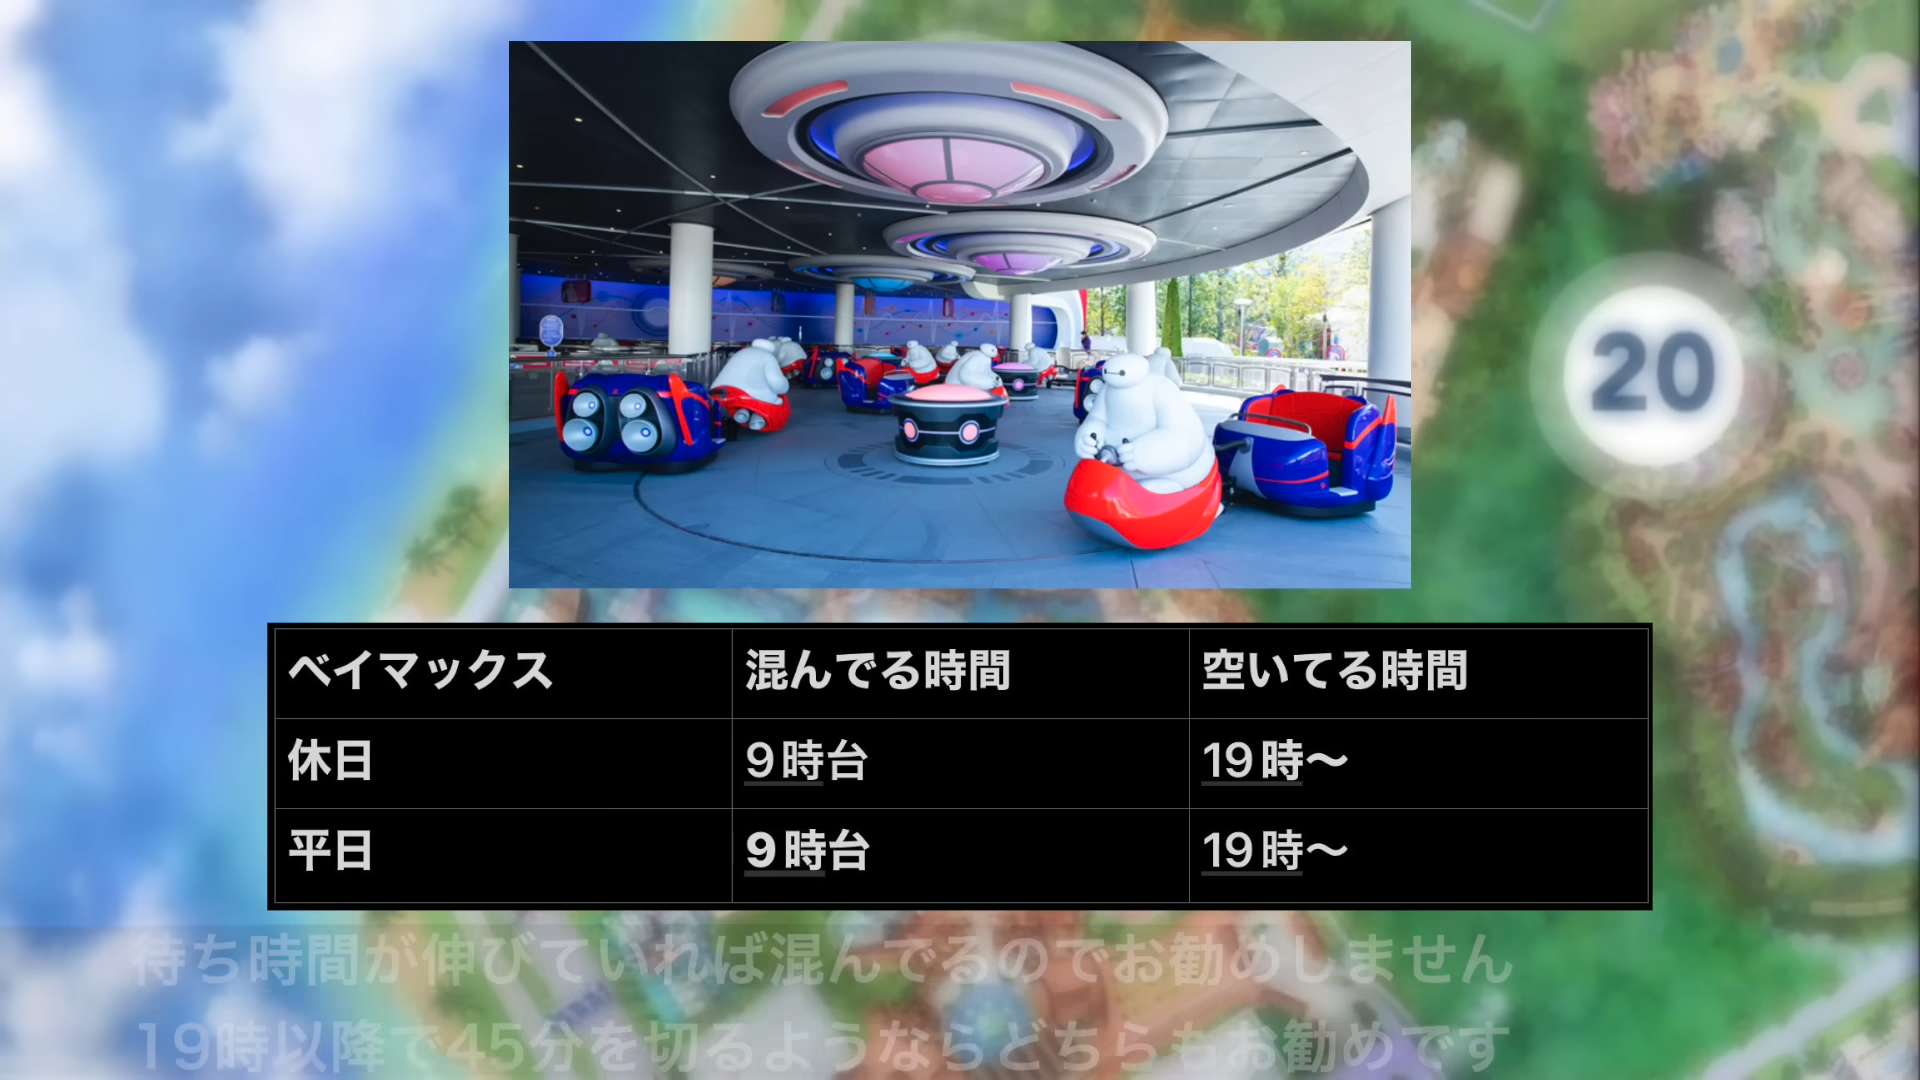 20
ベイマックス 混んでる時間 空いてる時間
休日 9時台 19時〜
平日 9時台 19時〜
待ち時間が伸びていれば混んでるのでお勧めしません
19時以降で45分を切るようならどちらもお勧めです